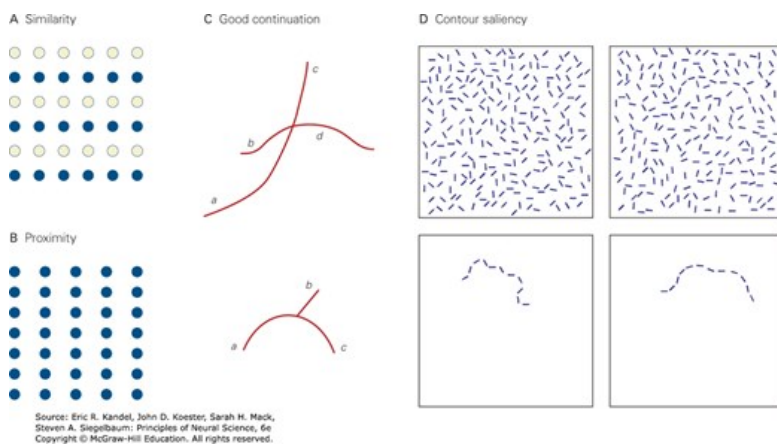 A Similarity
B Proximity
C Good continuation
c
b
d
a
b
a
c
D Contour saliency
Source: Eric R. Kandel, John D. Koester, Sarah H. Mack,
Steven A. Siegelbaum: Principles of Neural Science, 6e
Copyright © McGraw-Hill Education. All rights reserved.